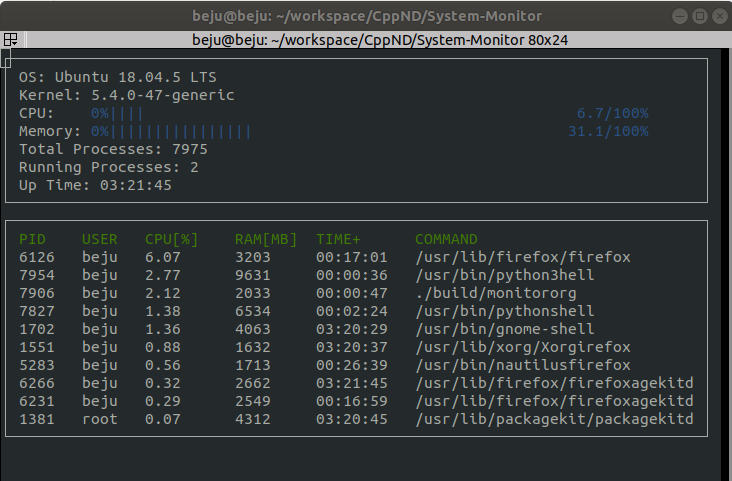 beju@beju: ~/workspace/CppND/System-Monitor
beju@beju: ~/workspace/CppND/System-Monitor 80x24
OS: Ubuntu 18.04.5 LTS
Kernel: 5.4.0-47-generic
CPU: 0%|||| 6.7/100%
Memory: 0%|||||||||||||||| 31.1/100%
Total Processes: 7975
Running Processes: 2
Up Time: 03:21:45
PID USER CPU[%] RAM[MB] TIME+ COMMAND
6126 beju 6.07 3203 00:17:01 /usr/lib/firefox/firefox
7954 beju 2.77 9631 00:00:36 /usr/bin/python3hell
7906 beju 2.12 2033 00:00:47 ./build/monitororg
7827 beju 1.38 6534 00:02:24 /usr/bin/pythonshell
1702 beju 1.36 4063 03:20:29 /usr/bin/gnome-shell
1551 beju 0.88 1632 03:20:37 /usr/lib/xorg/Xorgirefox
5283 beju 0.56 1713 00:26:39 /usr/bin/nautilusfirefox
6266 beju 0.32 2662 03:21:45 /usr/lib/firefox/firefoxagekitd
6231 beju 0.29 2549 00:16:59 /usr/lib/firefox/firefoxagekitd
1381 root 0.07 4312 03:20:45 /usr/lib/packagekit/packagekitd